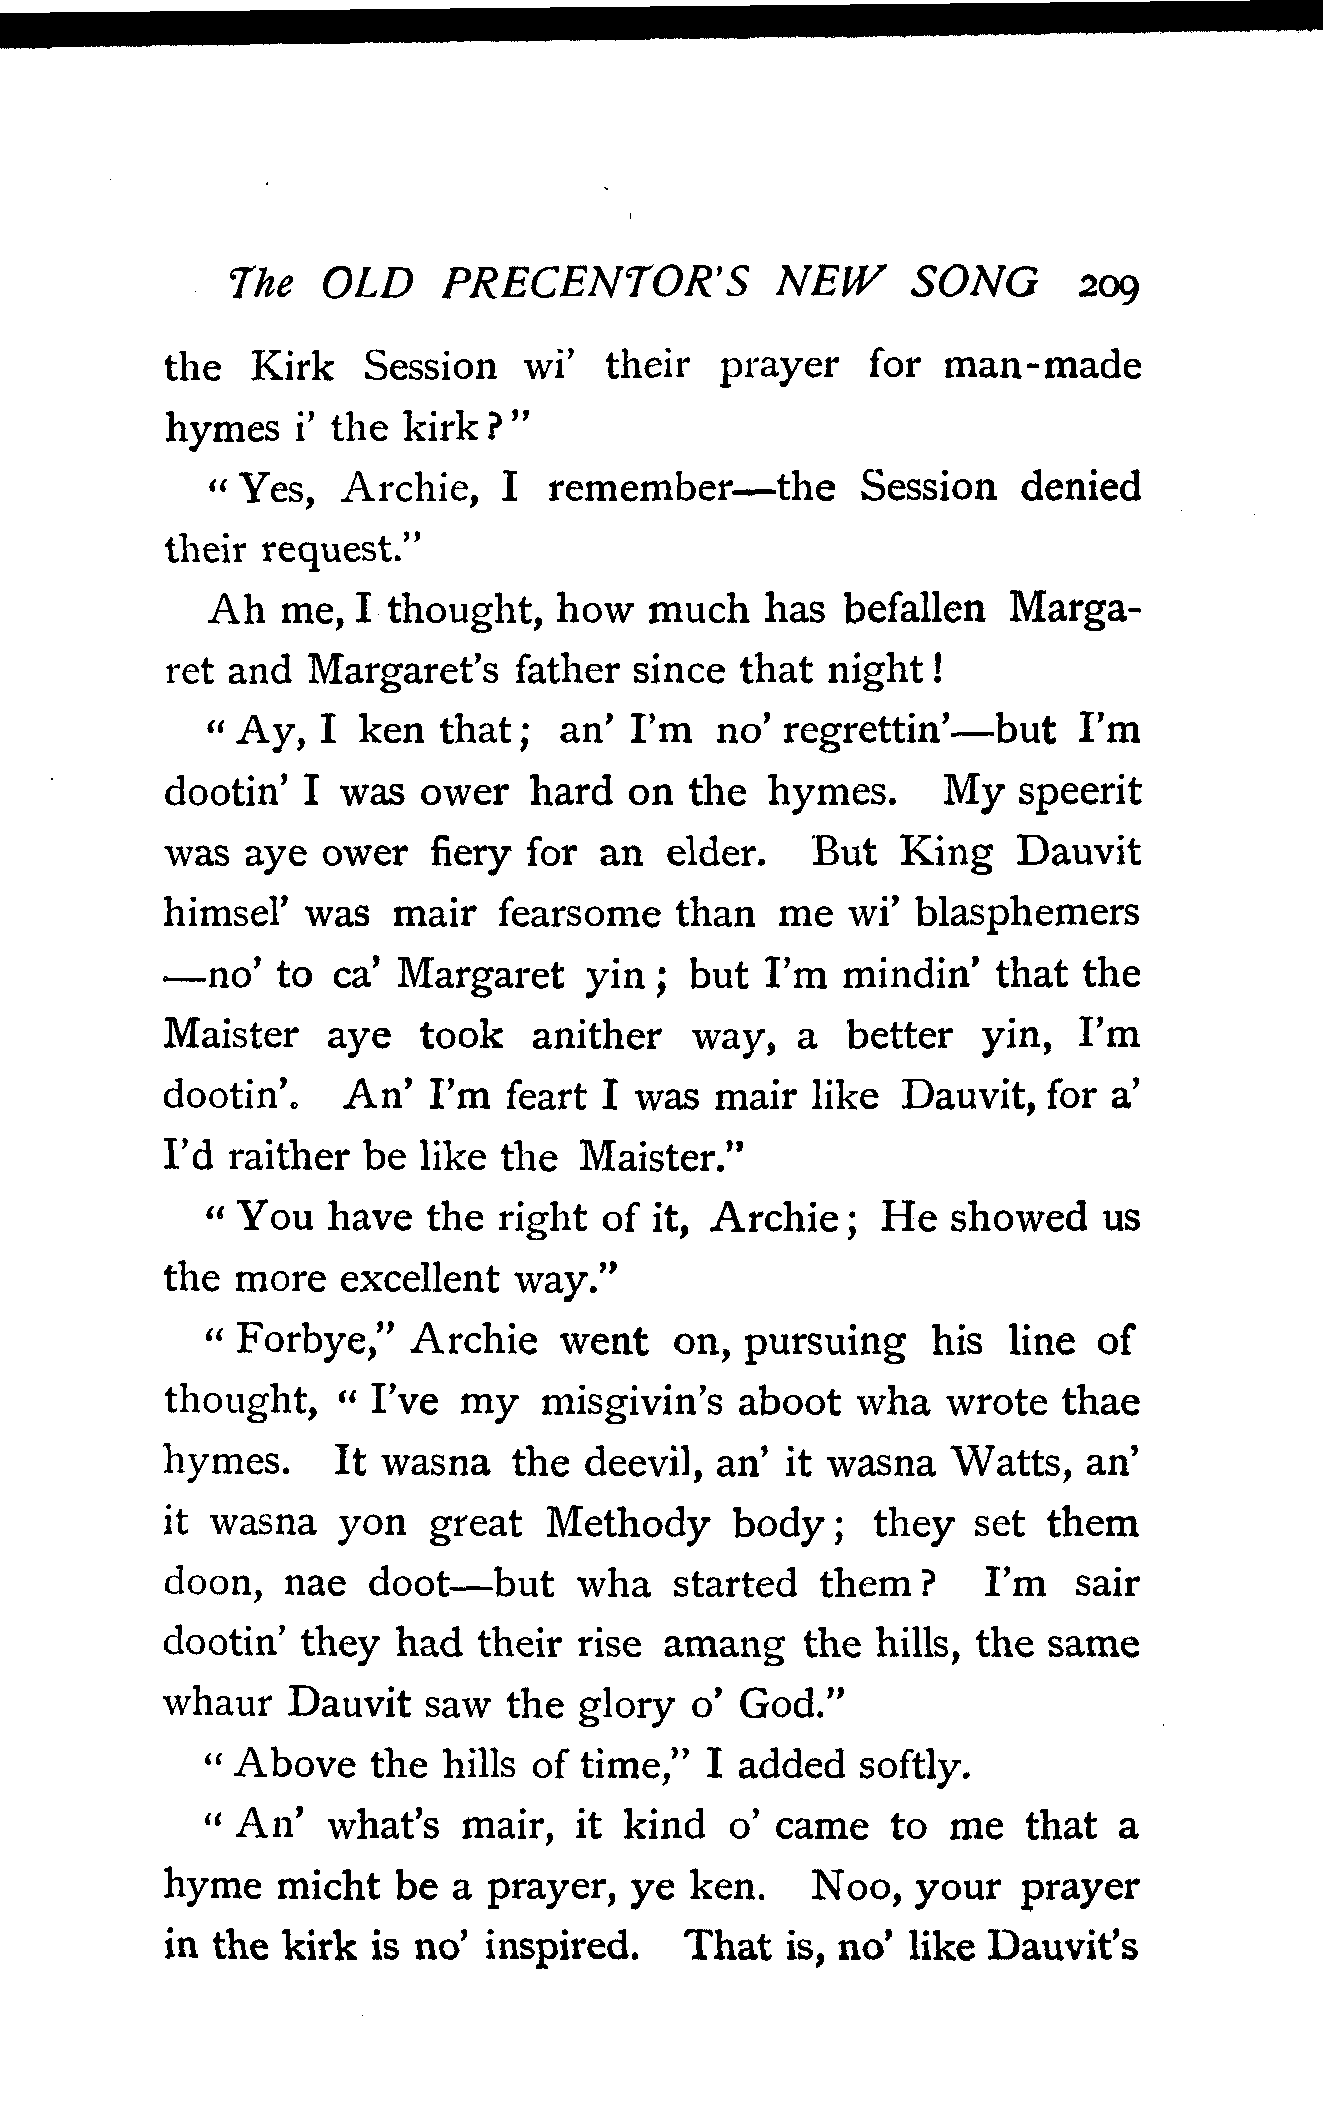 The OLD PRECENTOR'S NEW SONG 209
the Kirk Session wi' their prayer for man-made
hymes i' the kirk?"
"Yes, Archie, I remember—the Session denied
their request."
Ah me, I thought, how much has befallen Marga-
ret and Margaret's father since that night!
"Ay, I ken that; an' I'm no' regrettin'—but I'm
dootin' I was ower hard on the hymes. My speerit
was aye ower fiery for an elder. But King Dauvit
himsel' was mair fearsome than me wi' blasphemers
—no' to ca' Margaret yin; but I'm mindin' that the
Maister aye took anither way, a better yin, I'm
dootin'. An' I'm feart I was mair like Dauvit, for a'
I'd raither be like the Maister."
"You have the right of it, Archie; He showed us
the more excellent way."
"Forbye," Archie went on, pursuing his line of
thought, "I've my misgivin's aboot wha wrote thae
hymes. It wasna the deevil, an' it wasna Watts, an'
it wasna yon great Methody body; they set them
doon, nae doot—but wha started them? I'm sair
dootin' they had their rise amang the hills, the same
whaur Dauvit saw the glory o' God."
"Above the hills of time," I added softly.
"An' what's mair, it kind o' came to me that a
hyme micht be a prayer, ye ken. Noo, your prayer
in the kirk is no' inspired. That is, no' like Dauvit's